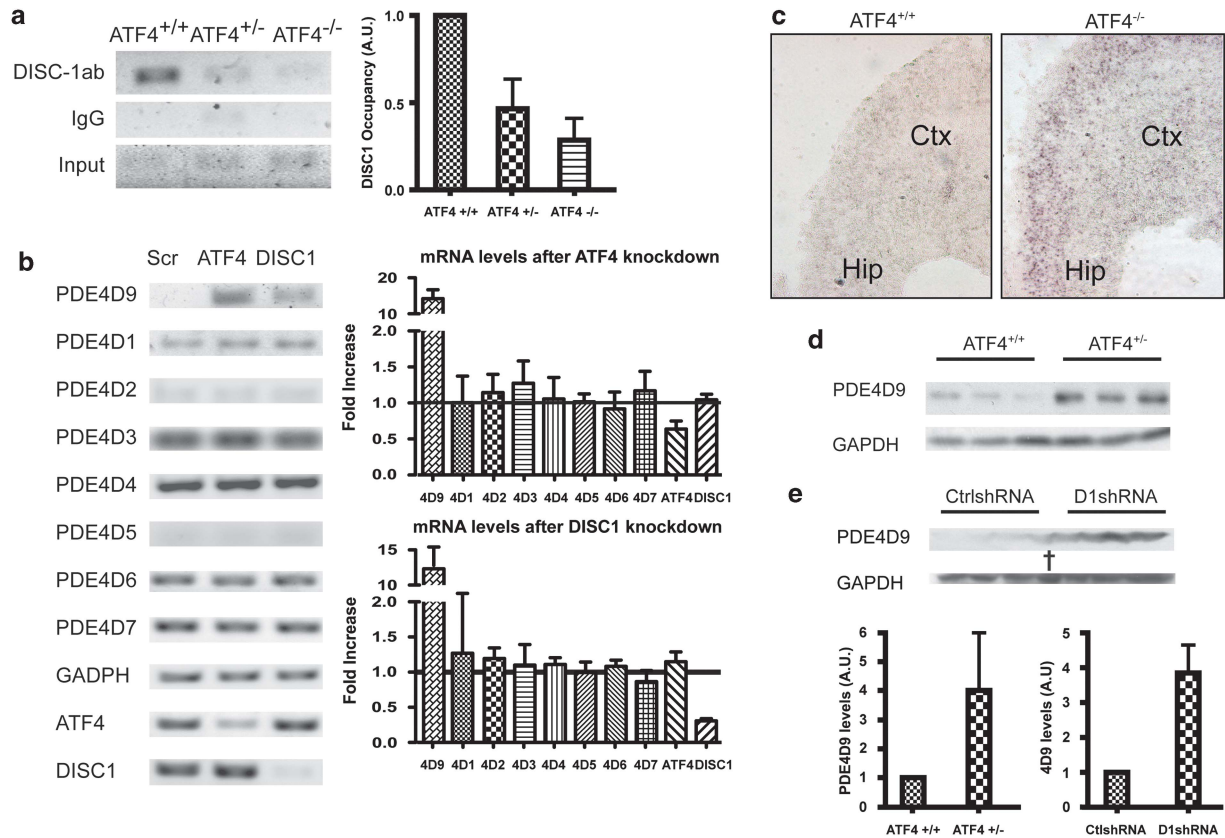 a
ATF4+/+ ATF4+/- ATF4-/-
DISC-1ab
IgG
Input
DISC1 Occupancy (A.U.)
1.0
0.5
0.0
ATF4 +/+ ATF4 +/- ATF4 -/-
b
Scr ATF4 DISC1
PDE4D9
PDE4D1
PDE4D2
PDE4D3
PDE4D4
PDE4D5
PDE4D6
PDE4D7
GADPH
ATF4
DISC1
mRNA levels after ATF4 knockdown
Fold Increase
20
10
2.0
1.5
1.0
0.5
0.0
4D9 4D1 4D2 4D3 4D4 4D5 4D6 4D7 ATF4 DISC1
mRNA levels after DISC1 knockdown
Fold Increase
15
10
2.0
1.5
1.0
0.5
0.0
4D9 4D1 4D2 4D3 4D4 4D5 4D6 4D7 ATF4 DISC1
c
ATF4+/+
ATF4-/-
Ctx
Hip
Ctx
Hip
d
ATF4+/+ ATF4+/-
PDE4D9
GAPDH
e
CtrlshRNA D1shRNA
PDE4D9
†
GAPDH
PDE4D9 levels (A.U.)
6
5
4
3
2
1
0
ATF4 +/+ ATF4 +/-
4D9 levels (A.U)
5
4
3
2
1
0
CtlshRNA D1shRNA